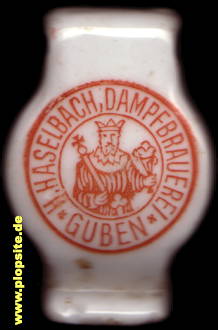 H. HASELBACH, DAMPFBRAUEREI
* GUBEN *
www.plopsite.de